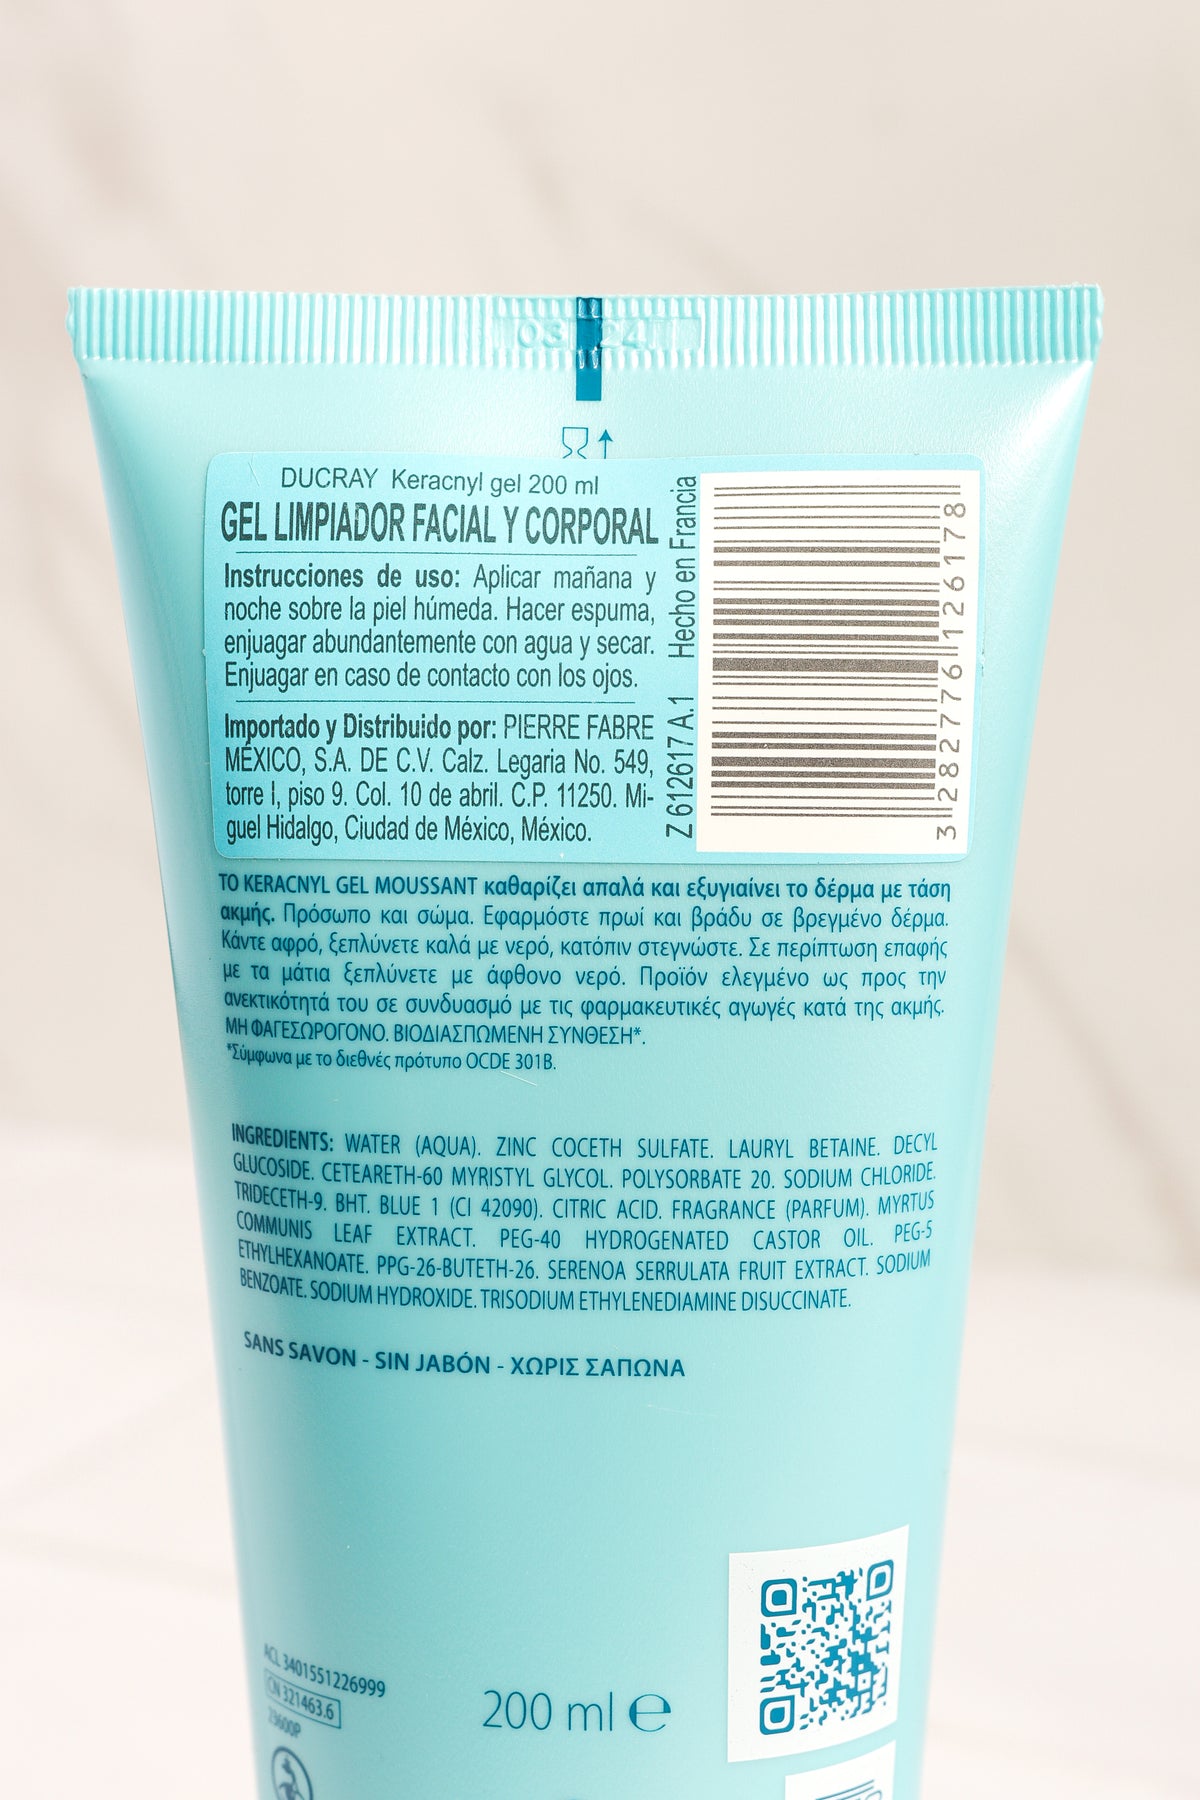 03 24
DUCRAY Keracnyl gel 200 ml
GEL LIMPIADOR FACIAL Y CORPORAL
Instrucciones de uso: Aplicar mañana y
noche sobre la piel húmeda. Hacer espuma,
enjuagar abundantemente con agua y secar.
Enjuagar en caso de contacto con los ojos.
Importado y Distribuido por: PIERRE FABRE
MÉXICO, S.A. DE C.V. Calz. Legaria No. 549,
torre I, piso 9. Col. 10 de abril. C.P. 11250. Mi-
guel Hidalgo, Ciudad de México, México.
Z 612617 A.1 Hecho en Francia
3 282776 126178
ΤΟ KERACNYL GEL MOUSSANT καθαρίζει απαλά και εξυγιαίνει το δέρμα με τάση
ακμής. Πρόσωπο και σώμα. Εφαρμόστε πρωί και βράδυ σε βρεγμένο δέρμα.
Κάντε αφρό, ξεπλύνετε καλά με νερό, κατόπιν στεγνώστε. Σε περίπτωση επαφής
με τα μάτια ξεπλύνετε με άφθονο νερό. Προϊόν ελεγμένο ως προς την
ανεκτικότητά του σε συνδυασμό με τις φαρμακευτικές αγωγές κατά της ακμής.
ΜΗ ΦΑΓΕΣΩΡΟΓΟΝΟ. ΒΙΟΔΙΑΣΠΩΜΕΝΗ ΣΥΝΘΕΣΗ*.
*Σύμφωνα με το διεθνές πρότυπο OCDE 301B.
INGREDIENTS: WATER (AQUA). ZINC COCETH SULFATE. LAURYL BETAINE. DECYL
GLUCOSIDE. CETEARETH-60 MYRISTYL GLYCOL. POLYSORBATE 20. SODIUM CHLORIDE.
TRIDECETH-9. BHT. BLUE 1 (CI 42090). CITRIC ACID. FRAGRANCE (PARFUM). MYRTUS
COMMUNIS LEAF EXTRACT. PEG-40 HYDROGENATED CASTOR OIL. PEG-5
ETHYLHEXANOATE. PPG-26-BUTETH-26. SERENOA SERRULATA FRUIT EXTRACT. SODIUM
BENZOATE. SODIUM HYDROXIDE. TRISODIUM ETHYLENEDIAMINE DISUCCINATE.
SANS SAVON - SIN JABÓN - ΧΩΡΙΣ ΣΑΠΩΝΑ
ACL 3401551226999
CN 321463.6
23600P
200 ml e